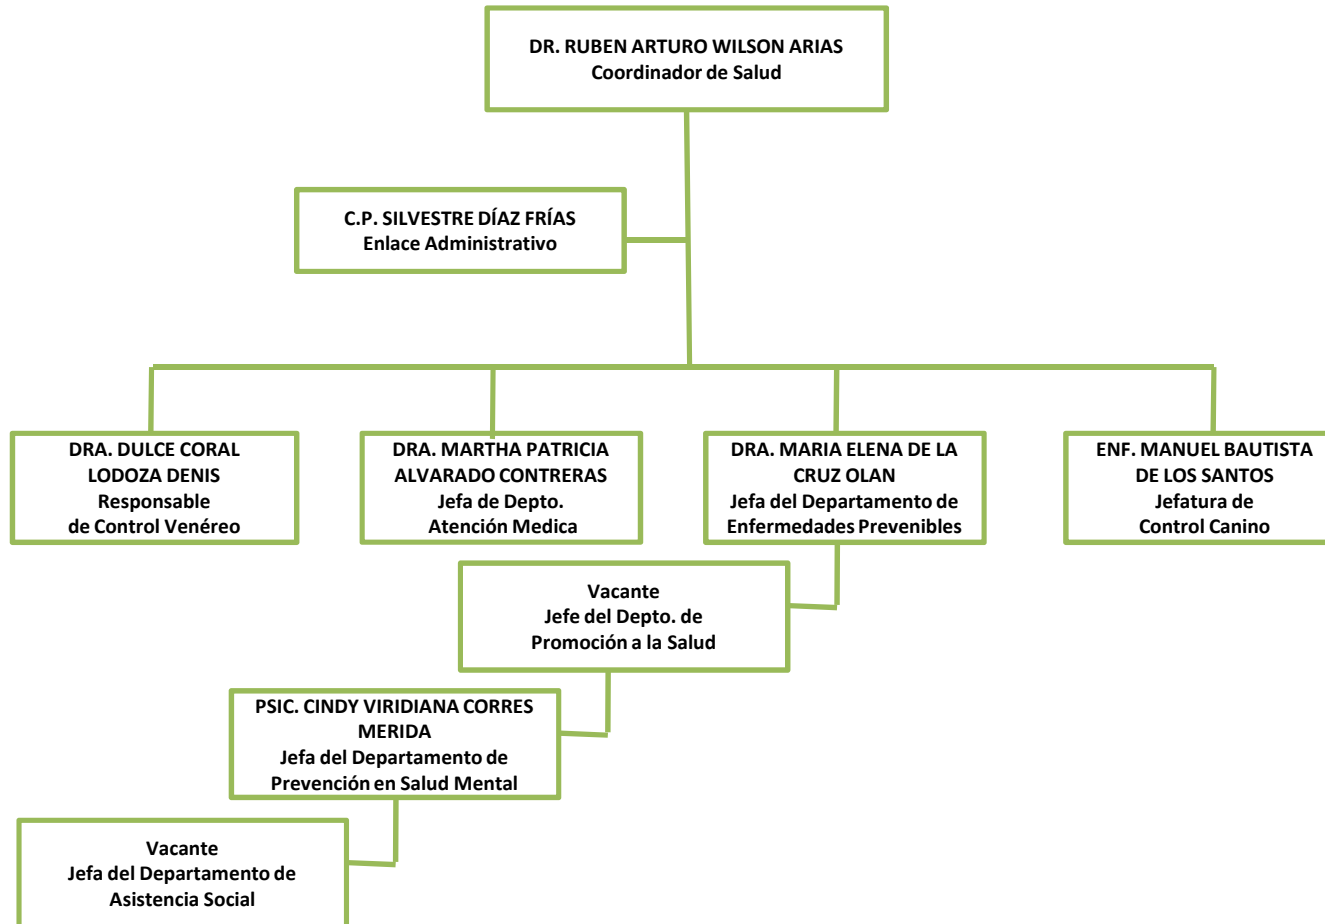 DR. RUBEN ARTURO WILSON ARIAS
Coordinador de Salud
C.P. SILVESTRE DÍAZ FRÍAS
Enlace Administrativo
DRA. DULCE CORAL
LODOZA DENIS
Responsable
de Control Venéreo
DRA. MARTHA PATRICIA
ALVARADO CONTRERAS
Jefa de Depto.
Atención Medica
DRA. MARIA ELENA DE LA
CRUZ OLAN
Jefa del Departamento de
Enfermedades Prevenibles
ENF. MANUEL BAUTISTA
DE LOS SANTOS
Jefatura de
Control Canino
Vacante
Jefe del Depto. de
Promoción a la Salud
PSIC. CINDY VIRIDIANA CORRES
MERIDA
Jefa del Departamento de
Prevención en Salud Mental
Vacante
Jefa del Departamento de
Asistencia Social